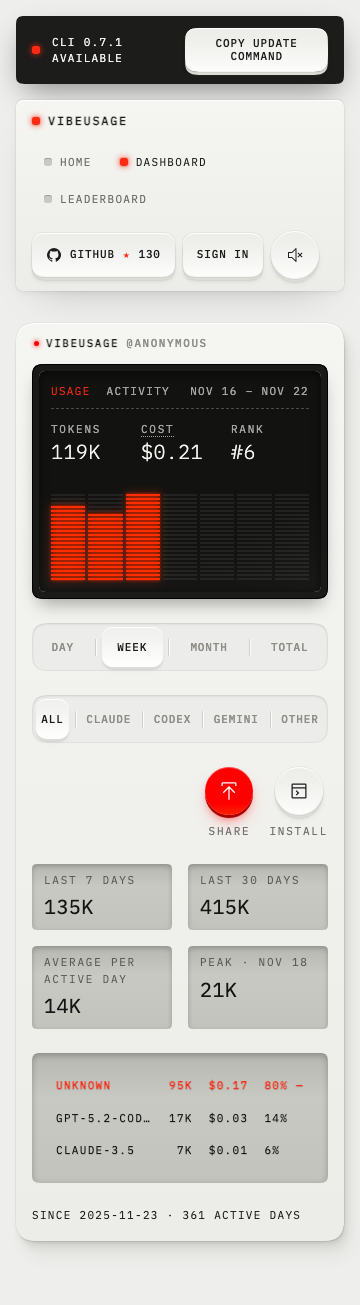 CLI 0.7.1
AVAILABLE
COPY UPDATE
COMMAND
VIBEUSAGE
HOME
DASHBOARD
LEADERBOARD
GITHUB ★ 130
SIGN IN
VIBEUSAGE @ANONYMOUS
USAGE ACTIVITY NOV 16 — NOV 22
TOKENS COST RANK
119K $0.21 #6
DAY WEEK MONTH TOTAL
ALL CLAUDE CODEX GEMINI OTHER
SHARE INSTALL
LAST 7 DAYS
135K
LAST 30 DAYS
415K
AVERAGE PER
ACTIVE DAY
14K
PEAK · NOV 18
21K
UNKNOWN 95K $0.17 80% —
GPT-5.2-COD… 17K $0.03 14%
CLAUDE-3.5 7K $0.01 6%
SINCE 2025-11-23 · 361 ACTIVE DAYS